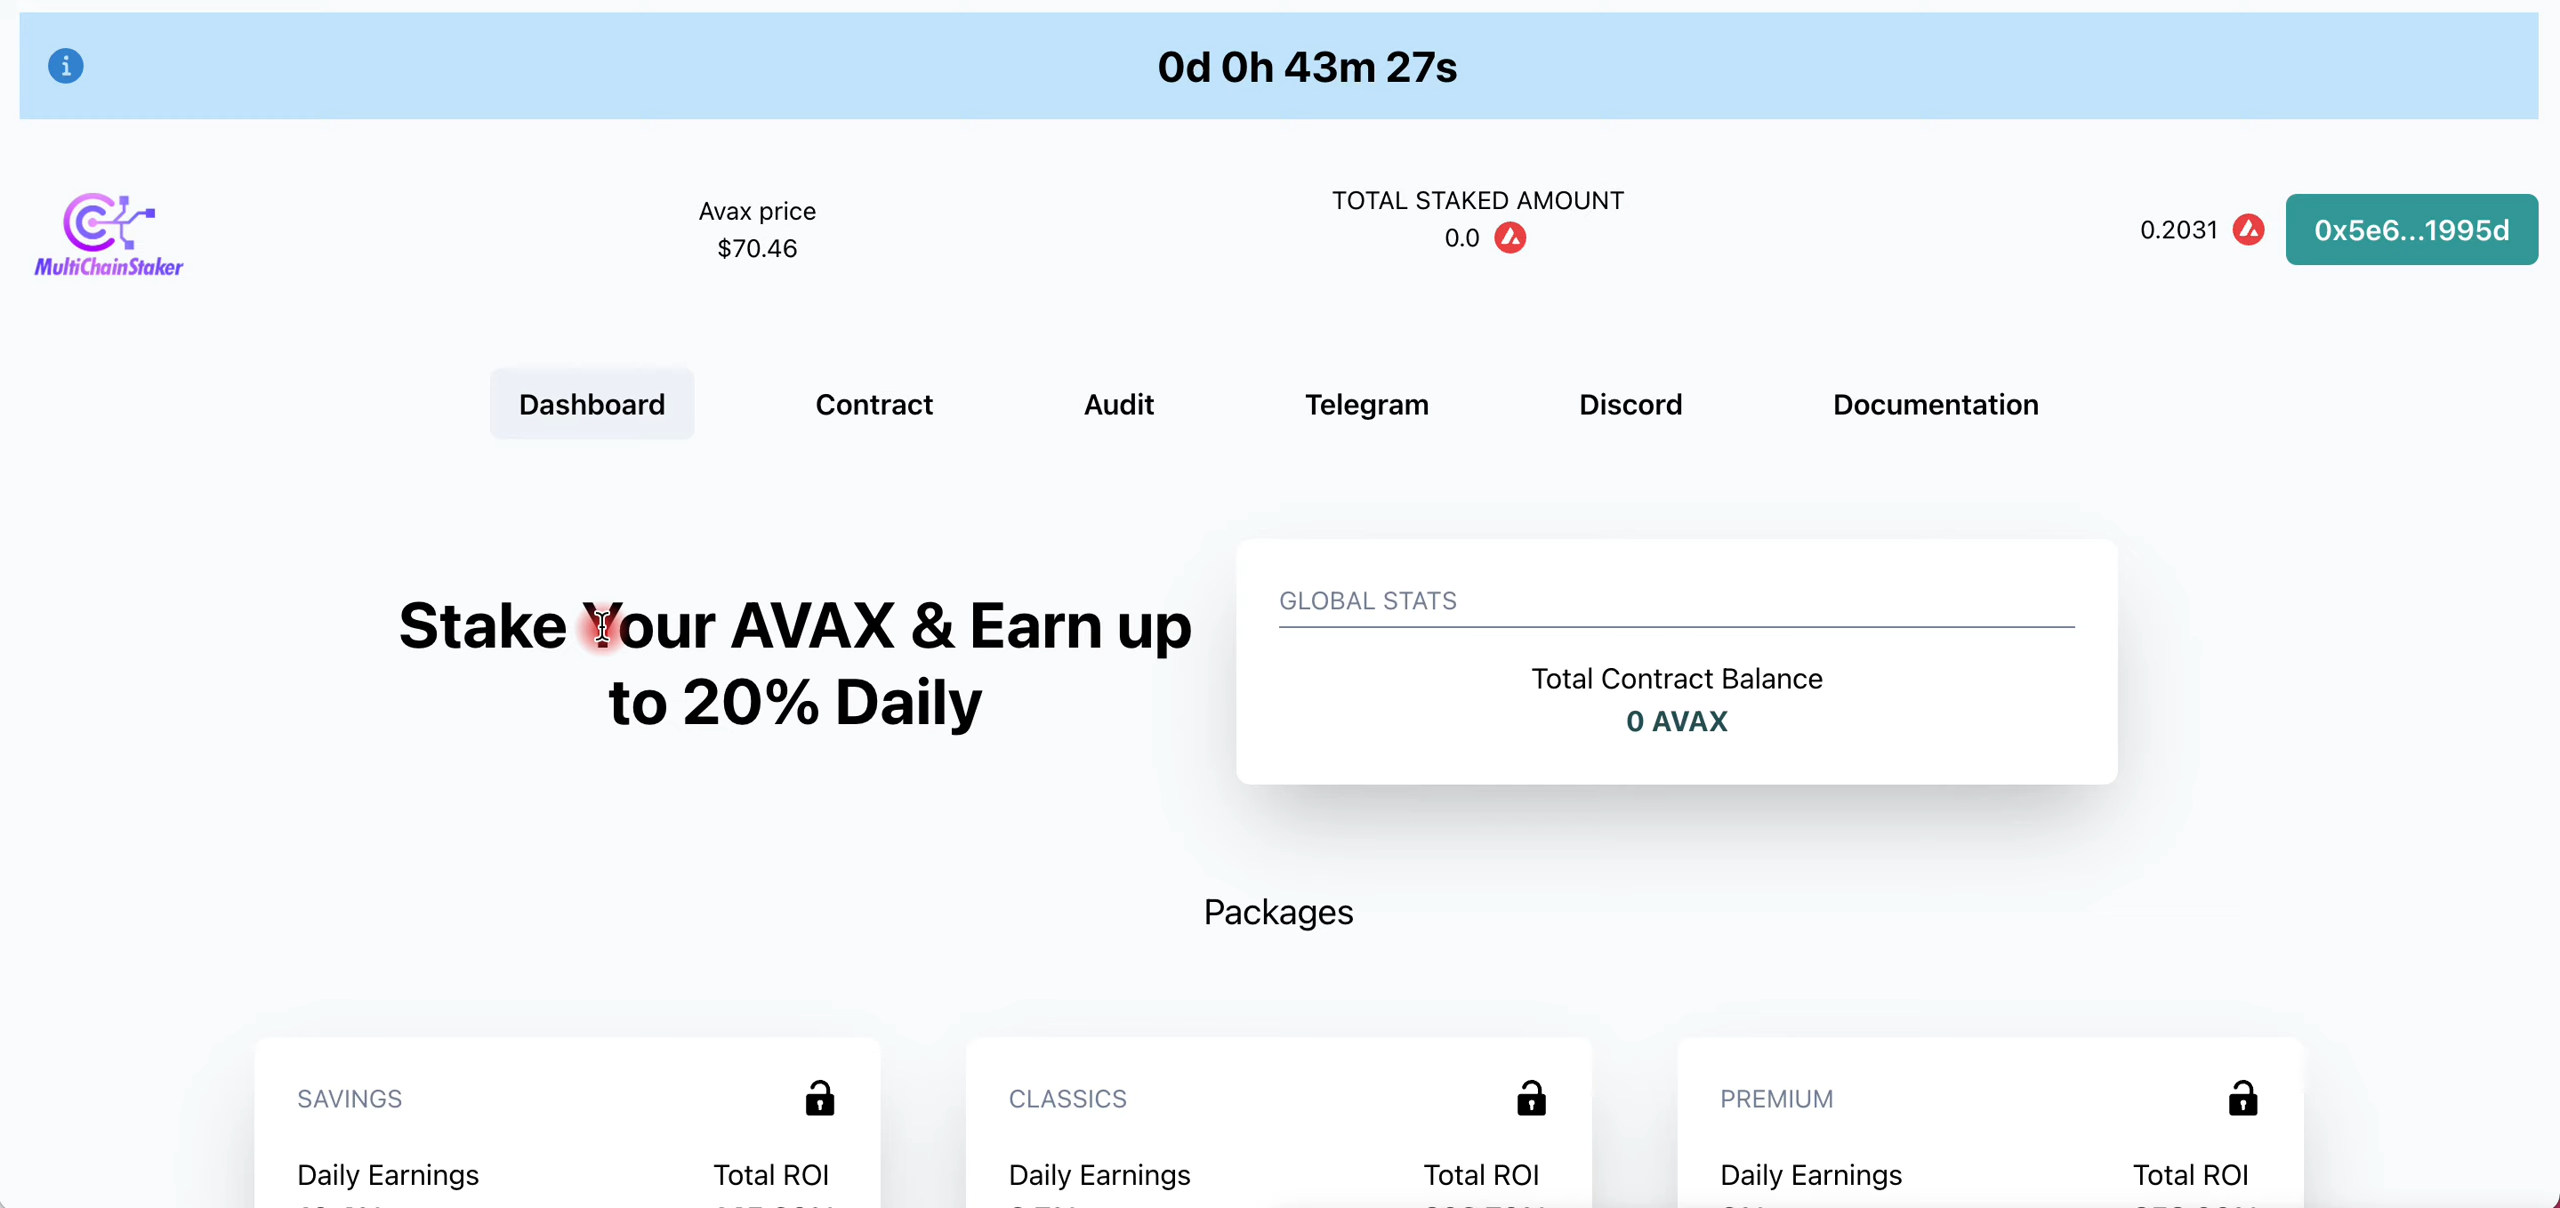 0d 0h 43m 27s
MultiChainStaker
Avax price
$70.46
TOTAL STAKED AMOUNT
0.0
0.2031
0x5e6...1995d
Dashboard
Contract
Audit
Telegram
Discord
Documentation
Stake Your AVAX & Earn up
to 20% Daily
GLOBAL STATS
Total Contract Balance
0 AVAX
Packages
SAVINGS
Daily Earnings
Total ROI
CLASSICS
Daily Earnings
Total ROI
PREMIUM
Daily Earnings
Total ROI